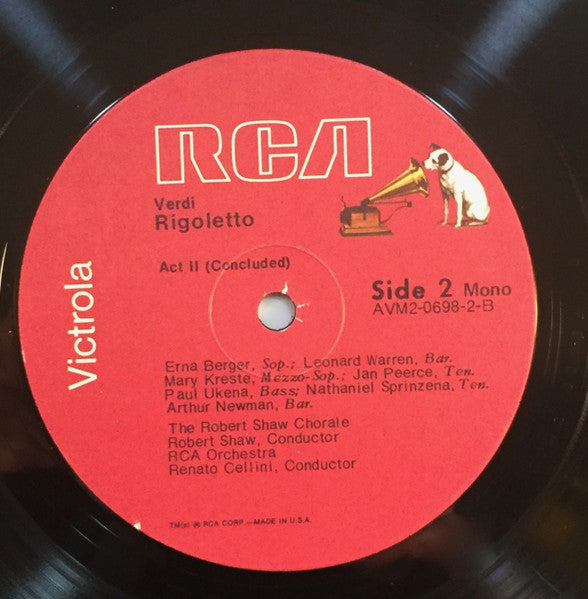 RCA
Verdi
Rigoletto
Act II (Concluded)
Side 2 Mono
AVM2-0698-2-B
Victrola
Erna Berger, Sop.; Leonard Warren, Bar.
Mary Kreste, Mezzo-Sop.; Jan Peerce, Ten.
Paul Ukena, Bass; Nathaniel Sprinzena, Ten.
Arthur Newman, Bar.
The Robert Shaw Chorale
Robert Shaw, Conductor
RCA Orchestra
Renato Cellini, Conductor
TM(s) ® RCA CORP.—MADE IN U.S.A.